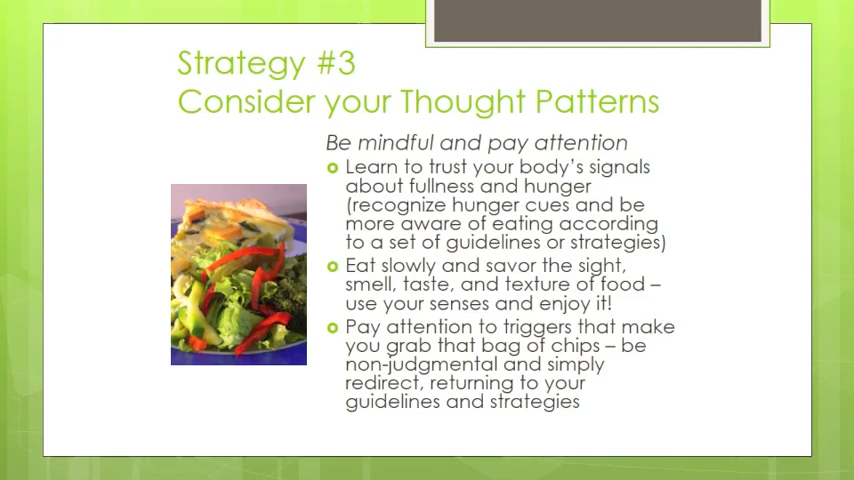 Strategy #3
Consider your Thought Patterns
Be mindful and pay attention
Learn to trust your body's signals
about fullness and hunger
(recognize hunger cues and be
more aware of eating according
to a set of guidelines or strategies)
Eat slowly and savor the sight,
smell, taste, and texture of food –
use your senses and enjoy it!
Pay attention to triggers that make
you grab that bag of chips – be
non-judgmental and simply
redirect, returning to your
guidelines and strategies